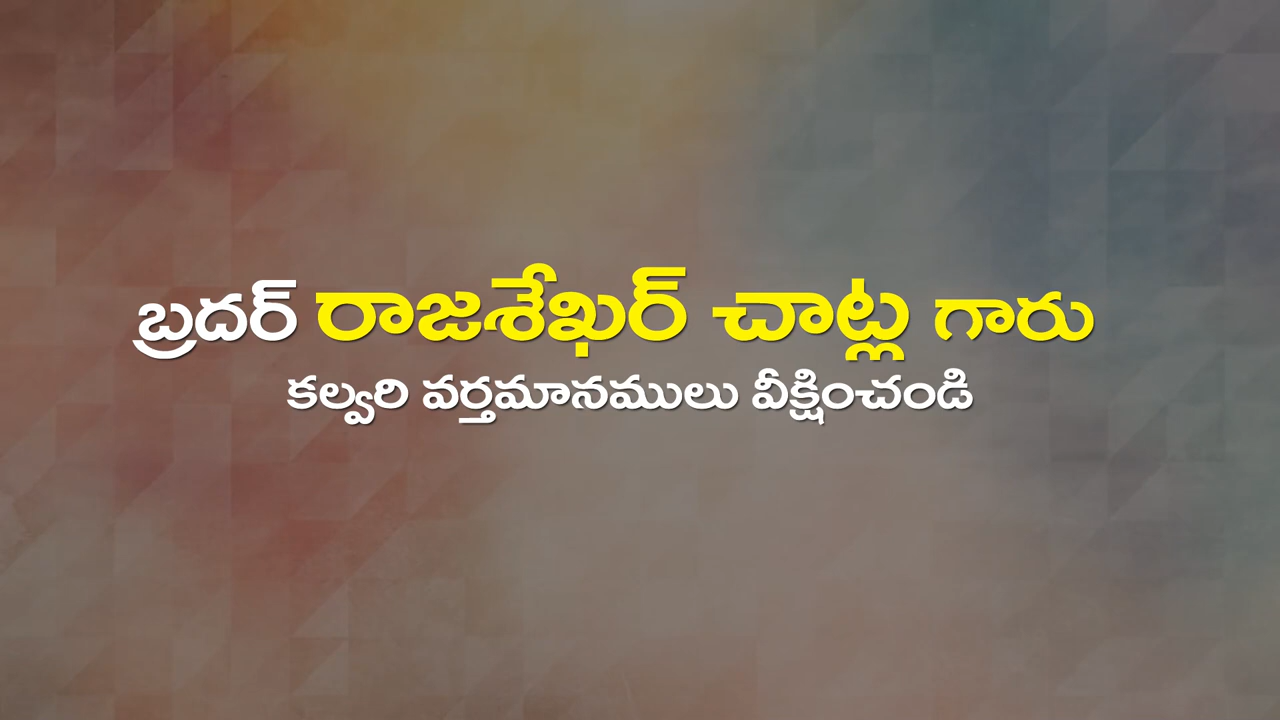 బ్రదర్ రాజశేఖర్ చాట్ల గారు
కల్వరి వర్తమానములు వీక్షించండి